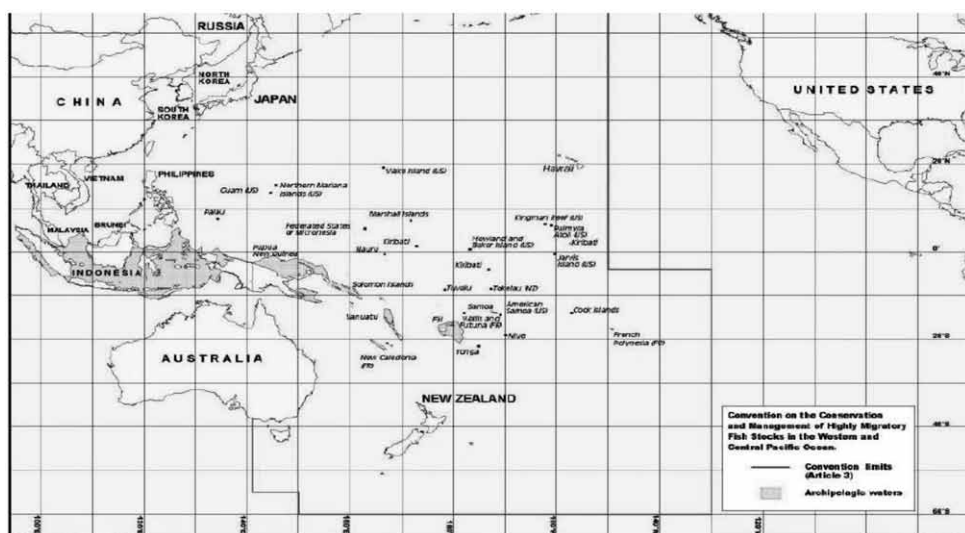 RUSSIA
NORTH
KOREA
CHINA
JAPAN
SOUTH
KOREA
UNITED STATES
40°N
20°N
Hawaii
Wake Island (US)
THAILAND
VIETNAM
PHILIPPINES
Guam (US)
Northern Mariana
Islands (US)
Palau
Marshall Islands
Kingman Reef (US)
Palmyra
Atoll (US)
Federated States
of Micronesia
MALAYSIA
BRUNEI
Kiribati
Howland and
Baker Island (US)
Kiribati
0°
Papua
New Guinea
Nauru
Jarvis
Island (US)
INDONESIA
Kiribati
Solomon Islands
Tuvalu
Tokelau
Samoa
American
Samoa (US)
Cook Islands
Vanuatu
Fiji
Wallis and
Futuna (FR)
Niue
French
Polynesia (FR)
20°S
AUSTRALIA
New Caledonia
(FR)
Tonga
NEW ZEALAND
Convention on the Conservation
and Management of Highly Migratory
Fish Stocks in the Western and
Central Pacific Ocean.
40°S
Convention limits
(Article 3)
Archipelagic waters